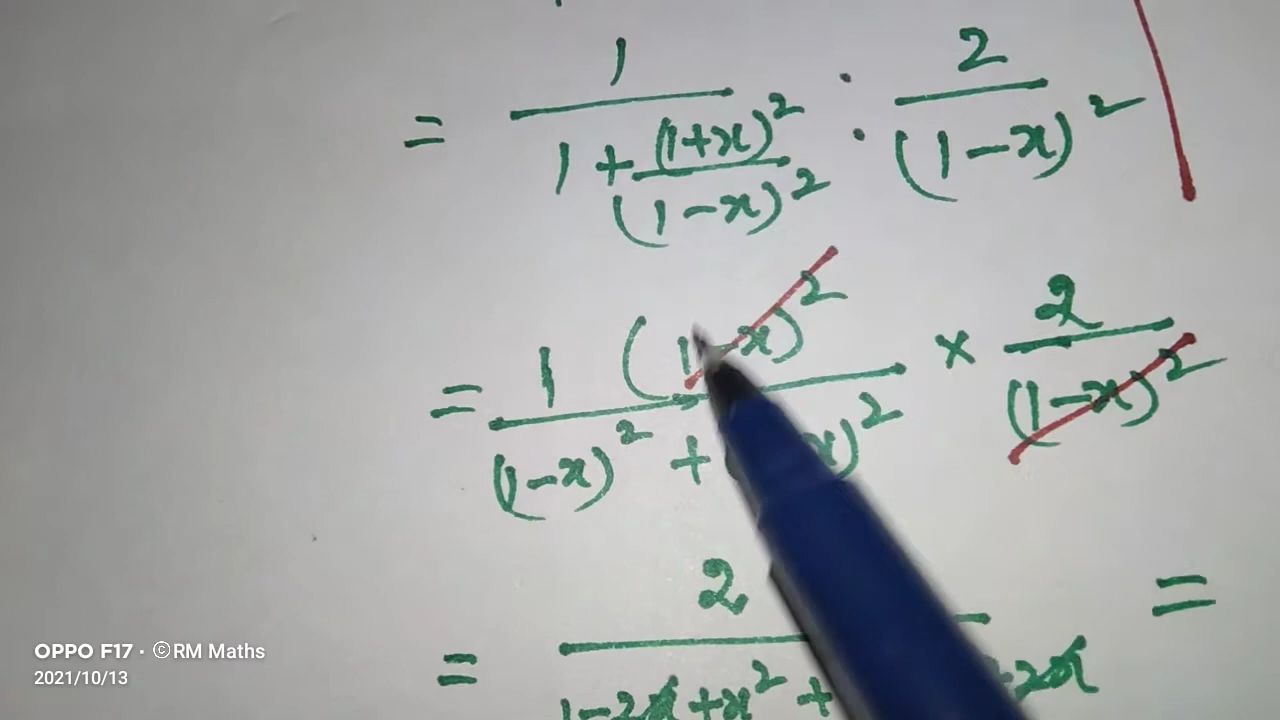 = 1 / (1 + (1+x)² / (1-x)²) : 2 / (1-x)²
= 1 (1-x)² / ((1-x)² + x)²) × 2 / (1-x)²
= 2 / 1-2x+x² + +2x =
OPPO F17 · ©RM Maths
2021/10/13